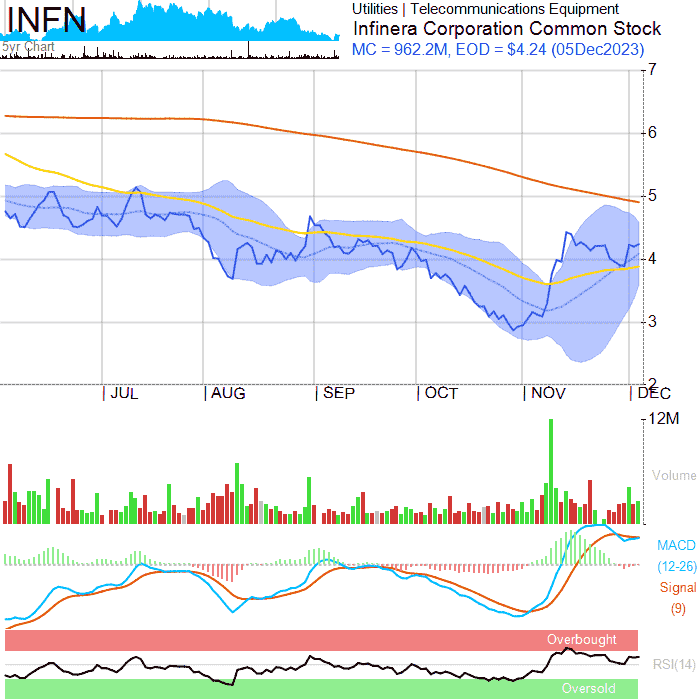 INFN
5yr Chart
Utilities | Telecommunications Equipment
Infinera Corporation Common Stock
MC = 962.2M, EOD = $4.24 (05Dec2023)
7
6
5
4
3
2
JUL
AUG
SEP
OCT
NOV
DEC
12M
Volume
MACD
(12-26)
Signal
(9)
Overbought
RSI(14)
Oversold